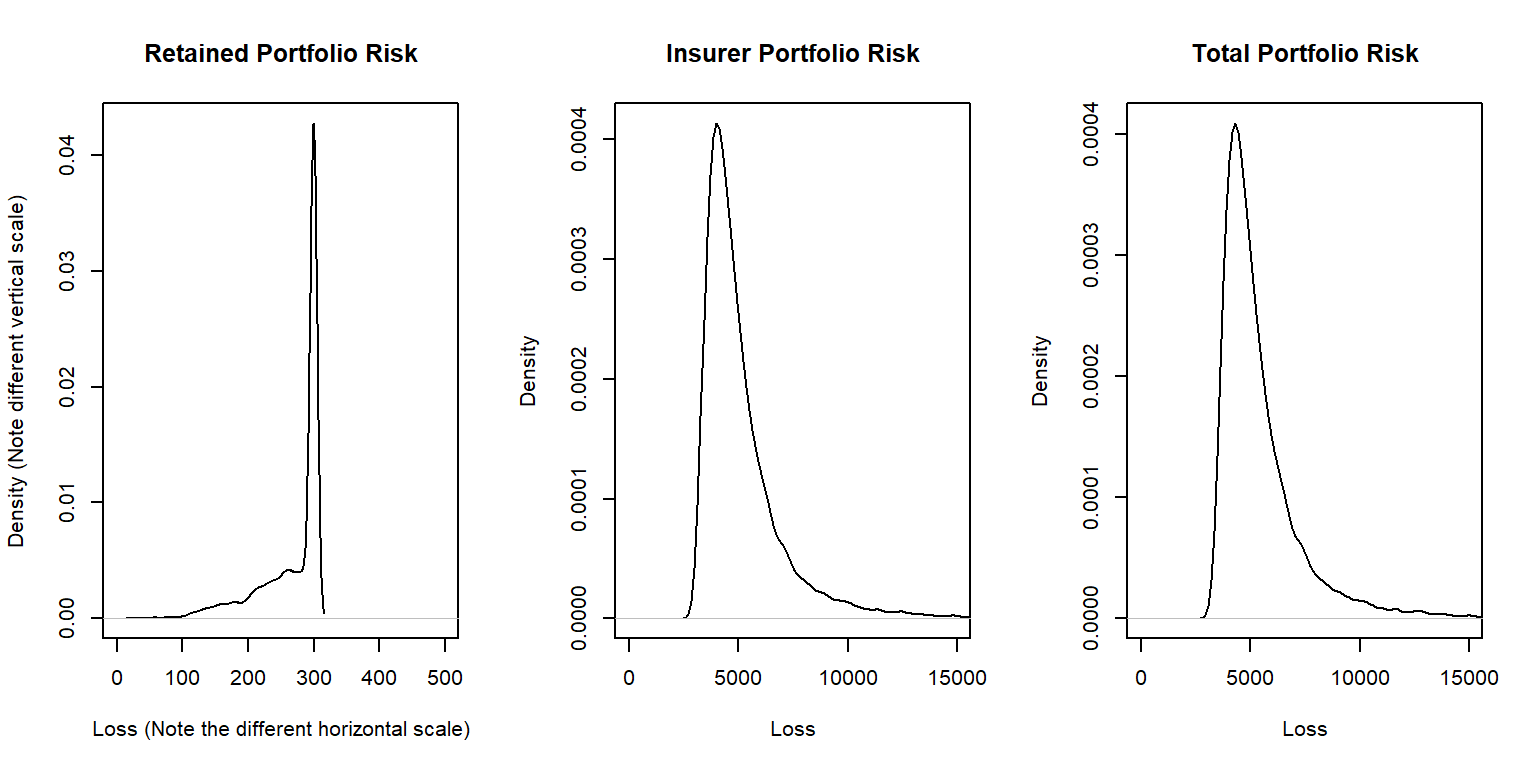 Retained Portfolio Risk
Density (Note different vertical scale)
0.04
0.03
0.02
0.01
0.00
0 100 200 300 400 500
Loss (Note the different horizontal scale)
Insurer Portfolio Risk
Density
0.0004
0.0003
0.0002
0.0001
0.0000
0 5000 10000 15000
Loss
Total Portfolio Risk
Density
0.0004
0.0003
0.0002
0.0001
0.0000
0 5000 10000 15000
Loss